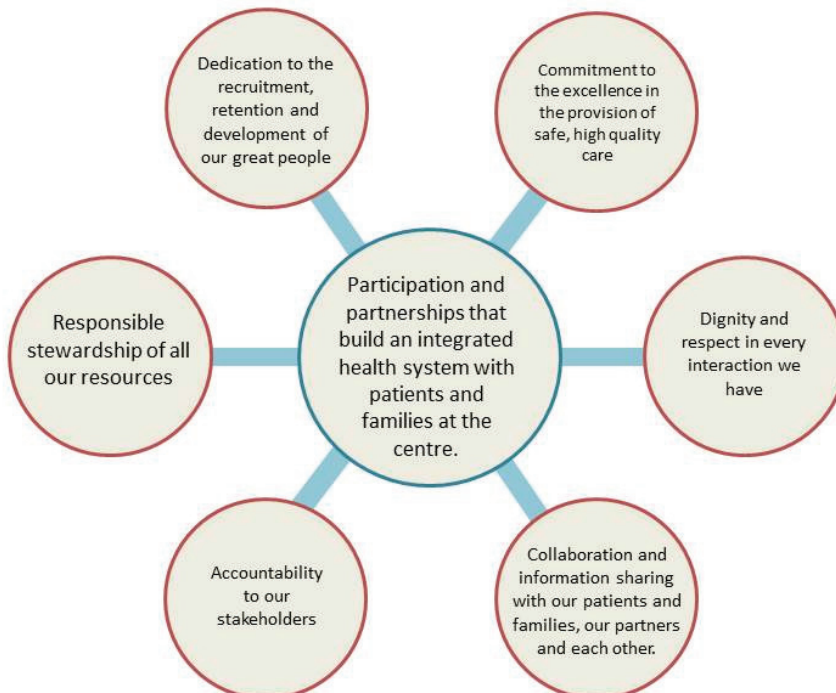 Dedication to the
recruitment,
retention and
development of
our great people
Commitment to
the excellence in
the provision of
safe, high quality
care
Participation and
partnerships that
build an integrated
health system with
patients and
families at the
centre.
Responsible
stewardship of all
our resources
Dignity and
respect in every
interaction we
have
Accountability
to our
stakeholders
Collaboration and
information sharing
with our patients and
families, our partners
and each other.